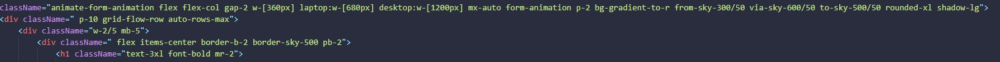 className="animate-form-animation flex flex-col gap-2 w-[360px] laptop:w-[680px] desktop:w-[1200px] mx-auto form-animation p-2 bg-gradient-to-r from-sky-300/50 via-sky-600/50 to-sky-500/50 rounded-xl shadow-lg">
<div className=" p-10 grid-flow-row auto-rows-max">
<div className="w-2/5 mb-5">
<div className=" flex items-center border-b-2 border-sky-500 pb-2">
<h1 className="text-3xl font-bold mr-2">